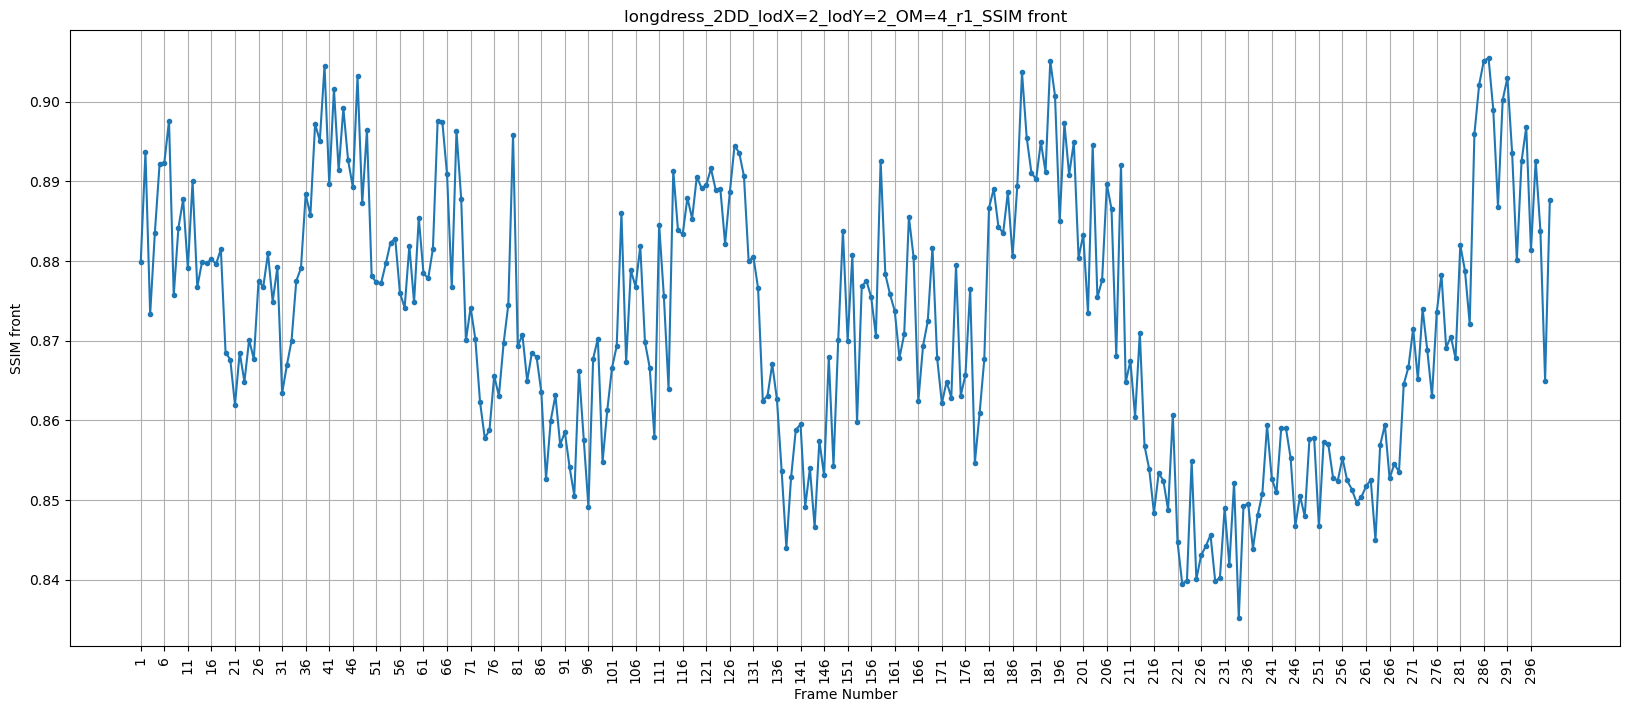 longdress_2DD_lodX=2_lodY=2_OM=4_r1_SSIM front
SSIM front
0.90
0.89
0.88
0.87
0.86
0.85
0.84
1 6 11 16 21 26 31 36 41 46 51 56 61 66 71 76 81 86 91 96 101 106 111 116 121 126 131 136 141 146 151 156 161 166 171 176 181 186 191 196 201 206 211 216 221 226 231 236 241 246 251 256 261 266 271 276 281 286 291 296
Frame Number